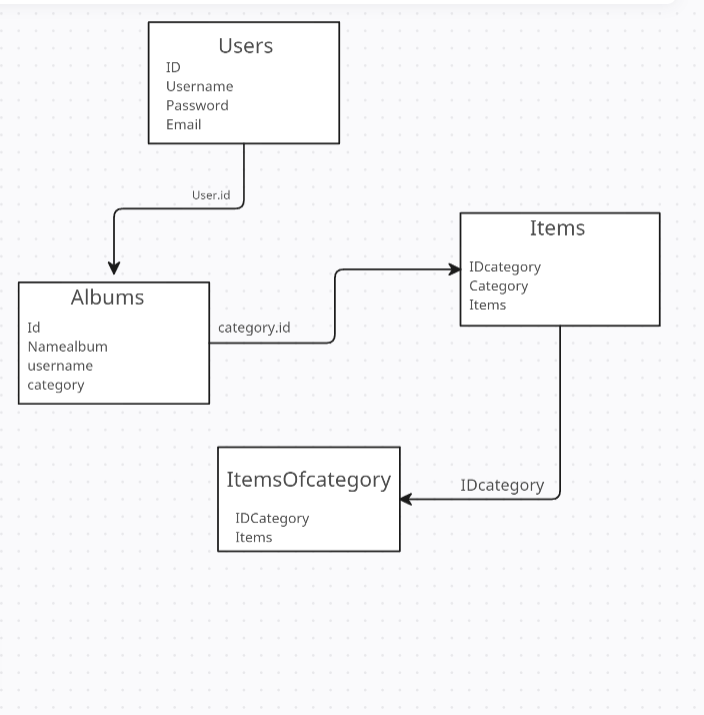 Users
ID
Username
Password
Email
User.id
Albums
Id
Namealbum
username
category
category.id
Items
IDcategory
Category
Items
IDcategory
ItemsOfcategory
IDCategory
Items